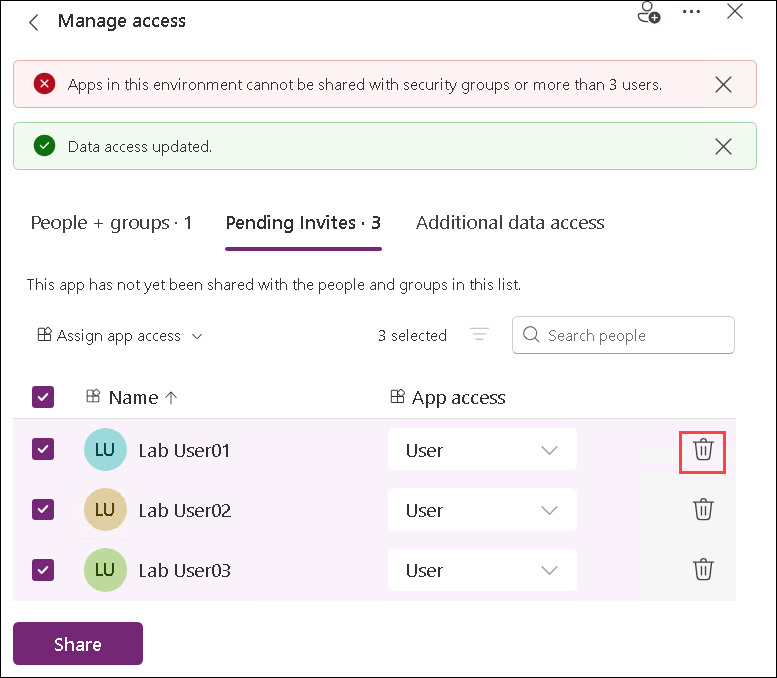 Manage access
Apps in this environment cannot be shared with security groups or more than 3 users.
Data access updated.
People + groups · 1 Pending Invites · 3 Additional data access
This app has not yet been shared with the people and groups in this list.
Assign app access 3 selected Search people
Name ↑ App access
LU Lab User01 User
LU Lab User02 User
LU Lab User03 User
Share